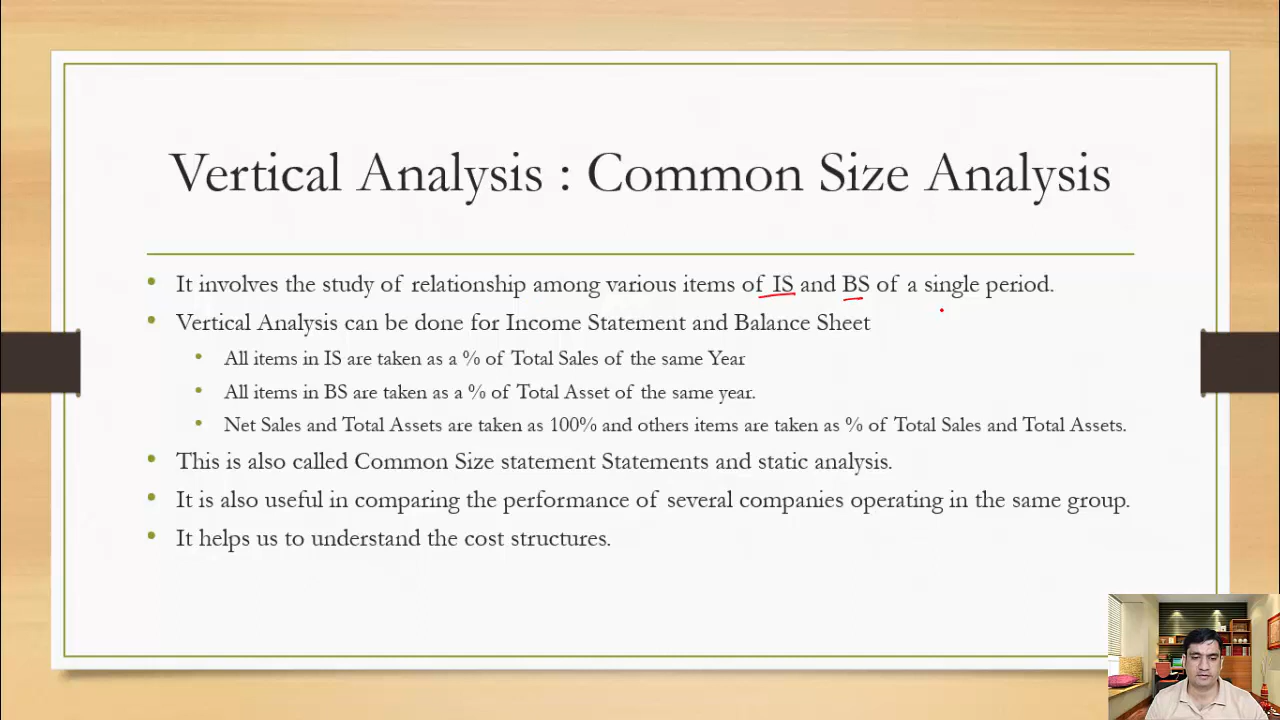 Vertical Analysis : Common Size Analysis
• It involves the study of relationship among various items of IS and BS of a single period.
• Vertical Analysis can be done for Income Statement and Balance Sheet
• All items in IS are taken as a % of Total Sales of the same Year
• All items in BS are taken as a % of Total Asset of the same year.
• Net Sales and Total Assets are taken as 100% and others items are taken as % of Total Sales and Total Assets.
• This is also called Common Size statement Statements and static analysis.
• It is also useful in comparing the performance of several companies operating in the same group.
• It helps us to understand the cost structures.